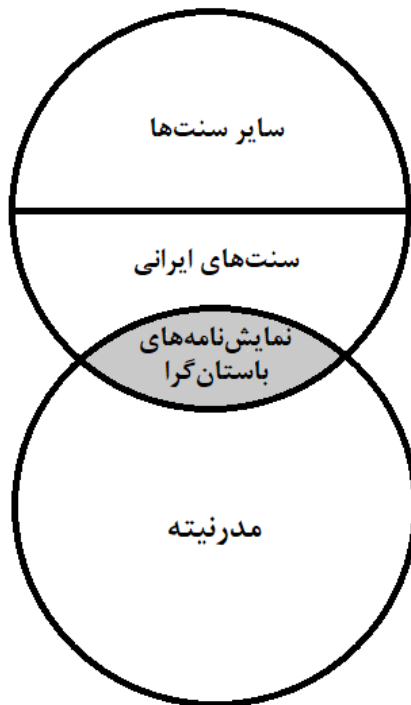 سایر سنت‌ها
سنت‌های ایرانی
نمایش‌نامه‌های
باستان‌گرا
مدرنیته